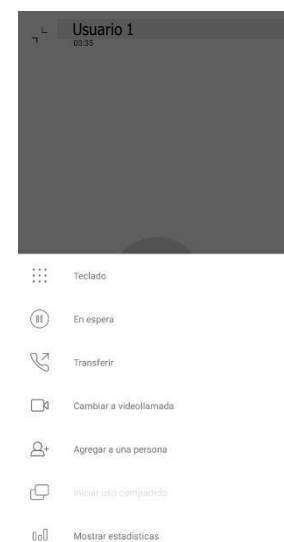 Usuario 1
03:35
Teclado
En espera
Transferir
Cambiar a videollamada
Agregar a una persona
Iniciar uso compartido
Mostrar estadísticas